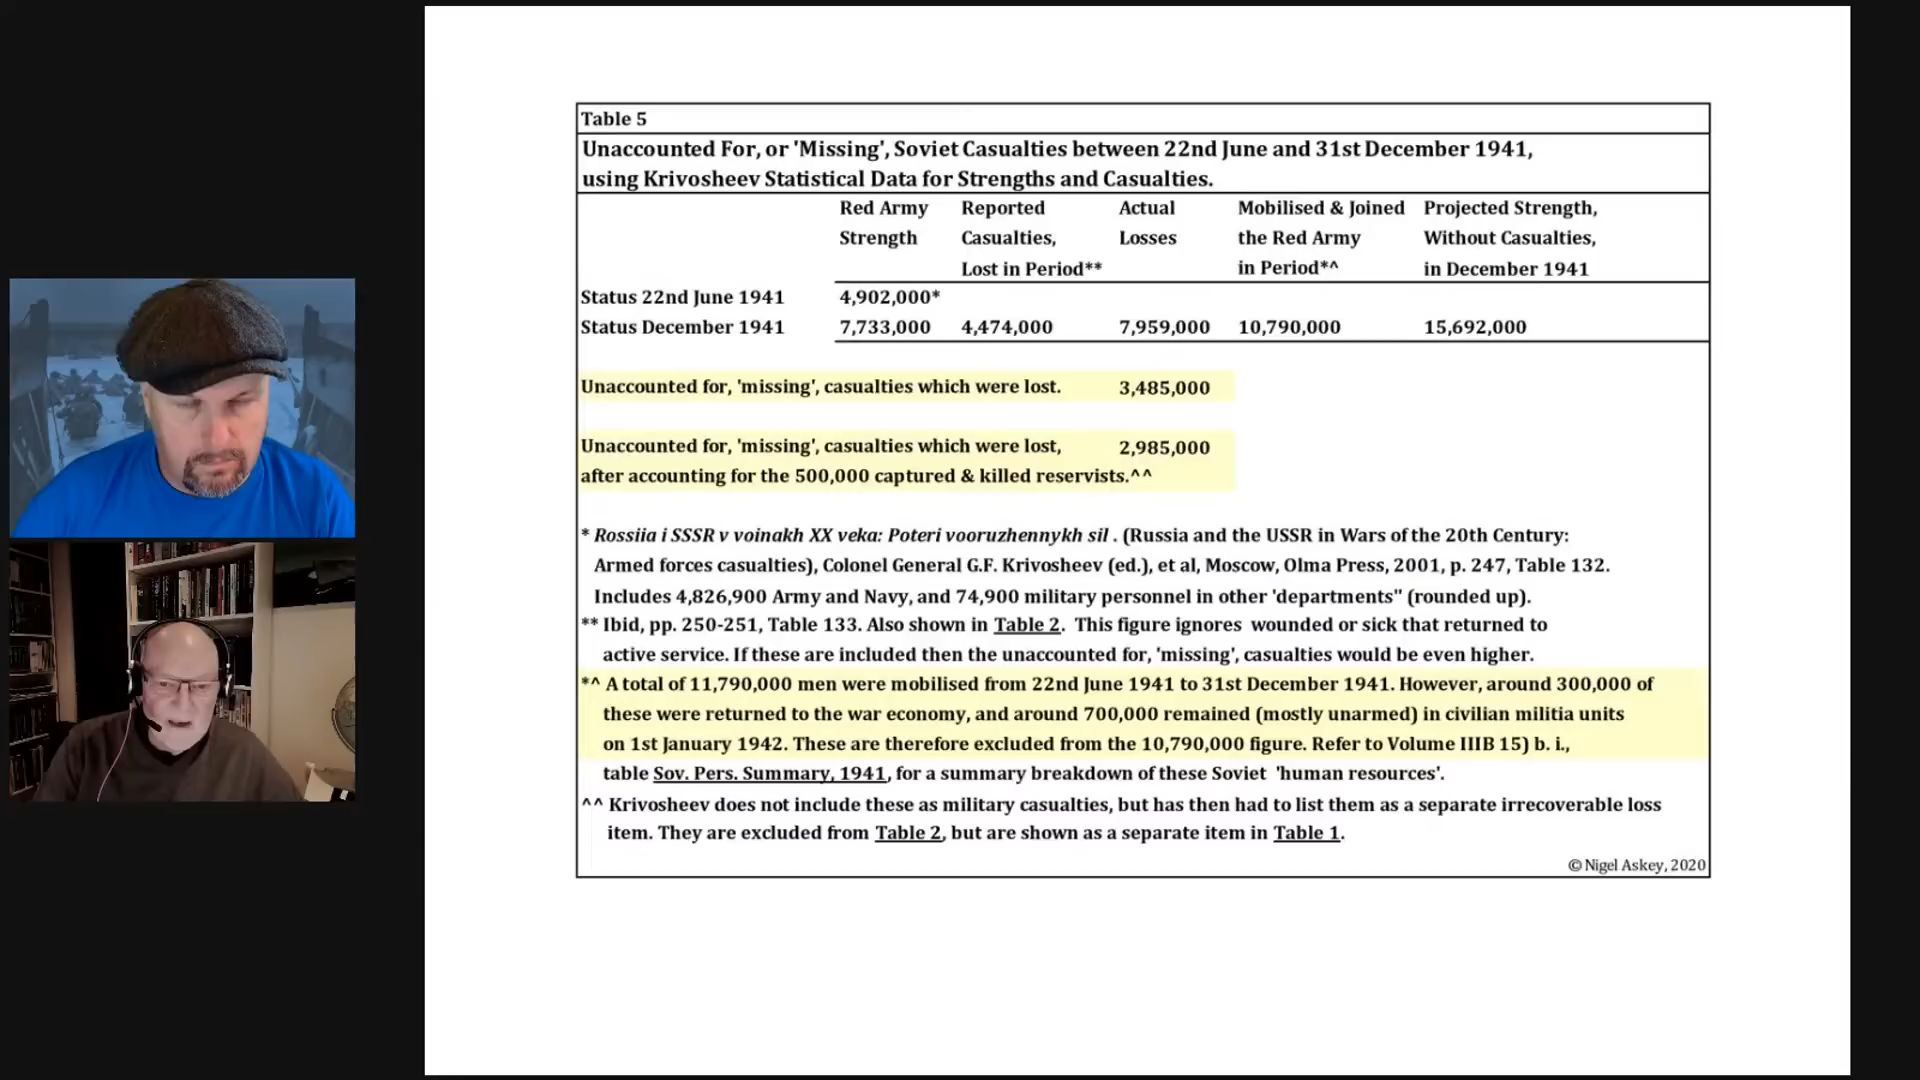 Table 5
Unaccounted For, or 'Missing', Soviet Casualties between 22nd June and 31st December 1941,
using Krivosheev Statistical Data for Strengths and Casualties.
Red Army Reported Actual Mobilised & Joined Projected Strength,
Strength Casualties, Losses the Red Army Without Casualties,
Lost in Period** in Period*^ in December 1941
Status 22nd June 1941 4,902,000*
Status December 1941 7,733,000 4,474,000 7,959,000 10,790,000 15,692,000
Unaccounted for, 'missing', casualties which were lost. 3,485,000
Unaccounted for, 'missing', casualties which were lost, 2,985,000
after accounting for the 500,000 captured & killed reservists.^^
* Rossiia i SSSR v voinakh XX veka: Poteri vooruzhennykh sil . (Russia and the USSR in Wars of the 20th Century:
Armed forces casualties), Colonel General G.F. Krivosheev (ed.), et al, Moscow, Olma Press, 2001, p. 247, Table 132.
Includes 4,826,900 Army and Navy, and 74,900 military personnel in other 'departments" (rounded up).
** Ibid, pp. 250-251, Table 133. Also shown in Table 2. This figure ignores wounded or sick that returned to
active service. If these are included then the unaccounted for, 'missing', casualties would be even higher.
*^ A total of 11,790,000 men were mobilised from 22nd June 1941 to 31st December 1941. However, around 300,000 of
these were returned to the war economy, and around 700,000 remained (mostly unarmed) in civilian militia units
on 1st January 1942. These are therefore excluded from the 10,790,000 figure. Refer to Volume IIIB 15) b. i.,
table Sov. Pers. Summary, 1941, for a summary breakdown of these Soviet 'human resources'.
^^ Krivosheev does not include these as military casualties, but has then had to list them as a separate irrecoverable loss
item. They are excluded from Table 2, but are shown as a separate item in Table 1.
© Nigel Askey, 2020